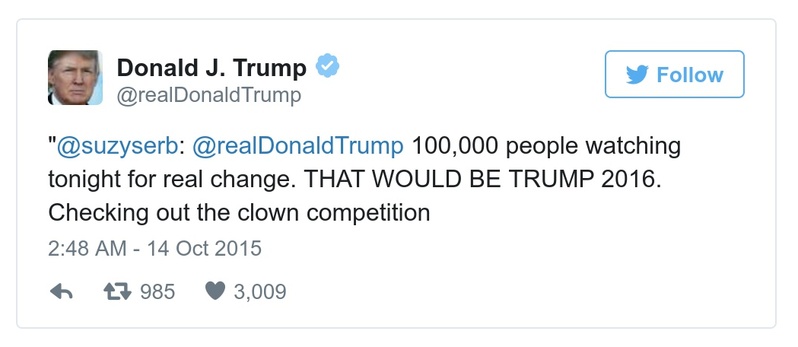 Donald J. Trump
@realDonaldTrump
Follow
"@suzyserb: @realDonaldTrump 100,000 people watching
tonight for real change. THAT WOULD BE TRUMP 2016.
Checking out the clown competition
2:48 AM - 14 Oct 2015
985 3,009